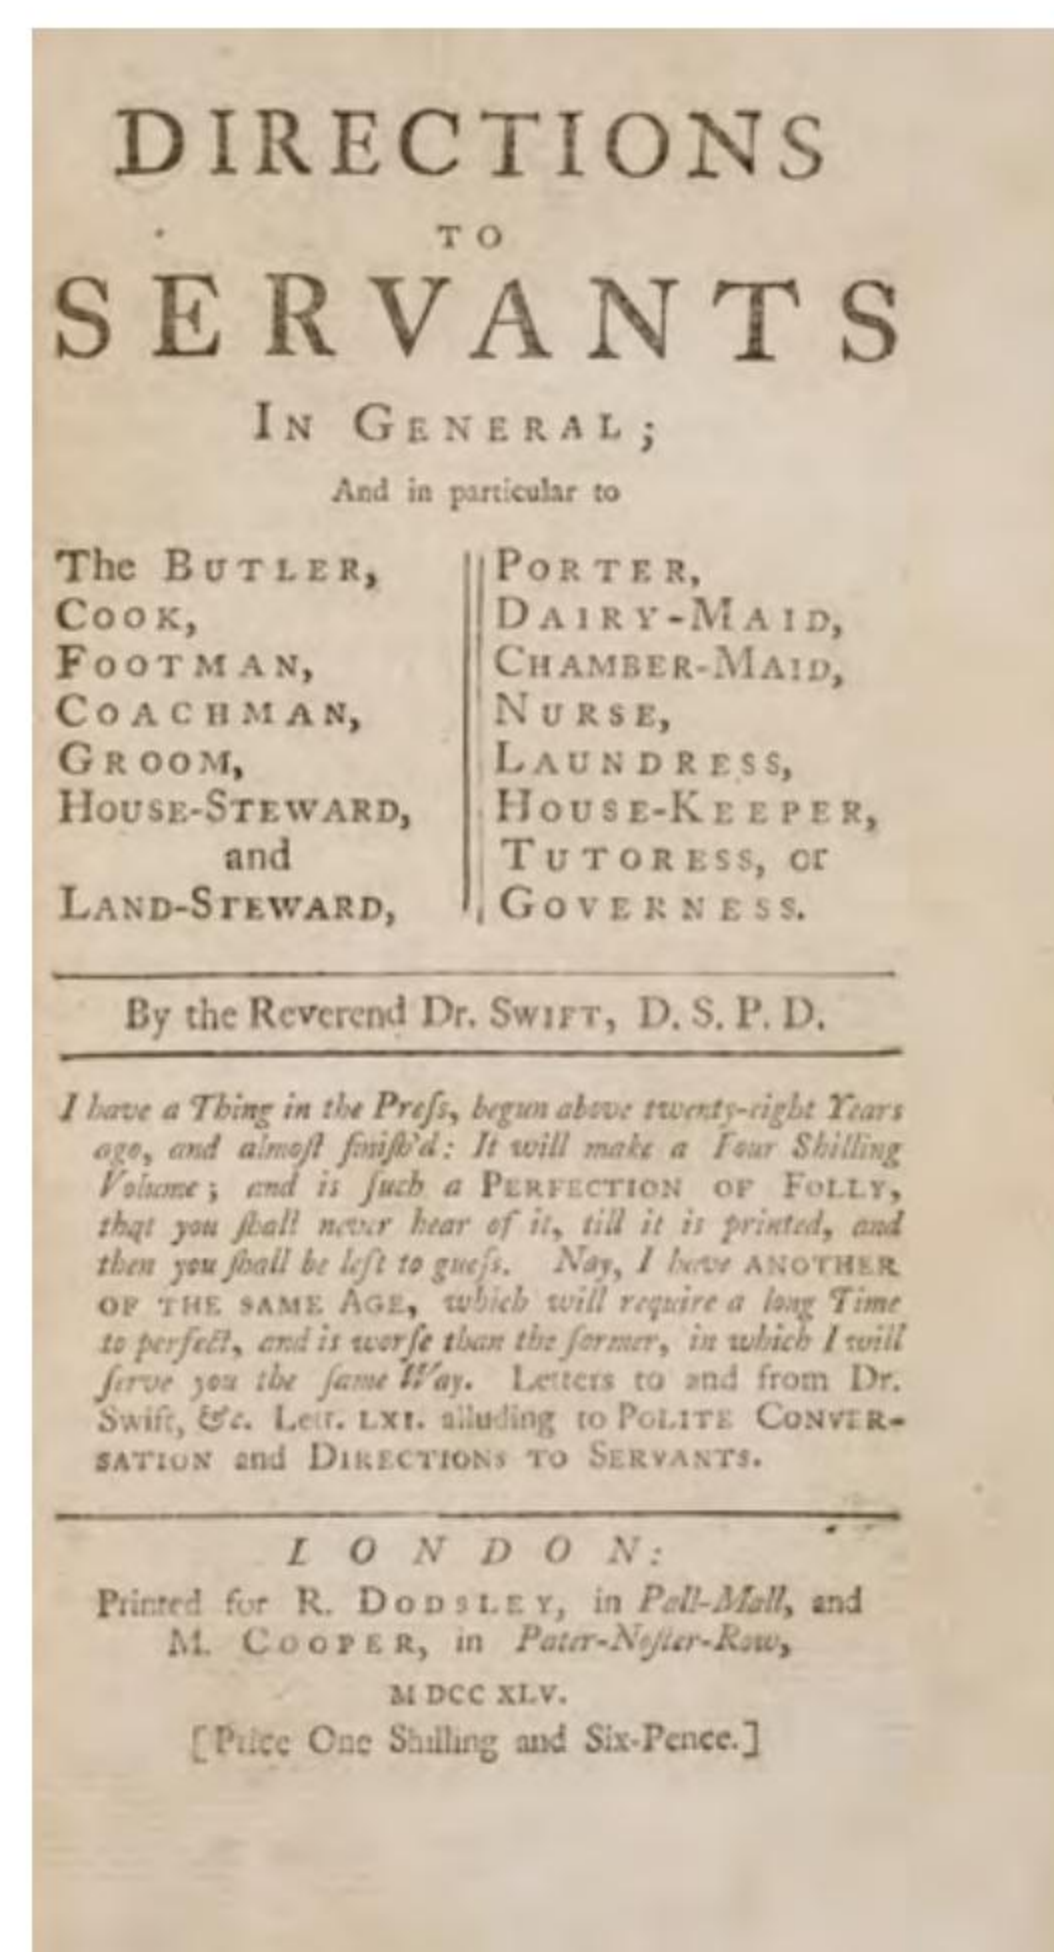 DIRECTIONS
TO
SERVANTS
IN GENERAL;
And in particular to
The BUTLER,
COOK,
FOOTMAN,
COACHMAN,
GROOM,
HOUSE-STEWARD,
and
LAND-STEWARD,
PORTER,
DAIRY-MAID,
CHAMBER-MAID,
NURSE,
LAUNDRESS,
HOUSE-KEEPER,
TUTORESS, or
GOVERNESS.
By the Reverend Dr. SWIFT, D. S. P. D.
I have a Thing in the Preſs, begun above twenty-eight Years
ago, and almoſt finiſh'd: It will make a Four Shilling
Volume; and is ſuch a PERFECTION OF FOLLY,
that you ſhall never hear of it, till it is printed, and
then you ſhall be left to gueſs. Nay, I have ANOTHER
OF THE SAME AGE, which will require a long Time
to perfect, and is worſe than the former, in which I will
ſerve you the ſame Way. Letters to and from Dr.
Swift, &c. Lett. LXI. alluding to POLITE CONVER-
SATION and DIRECTIONS TO SERVANTS.
LONDON:
Printed for R. DODSLEY, in Pall-Mall, and
M. COOPER, in Pater-Noſter-Row,
M DCC XLV.
[Price One Shilling and Six-Pence.]